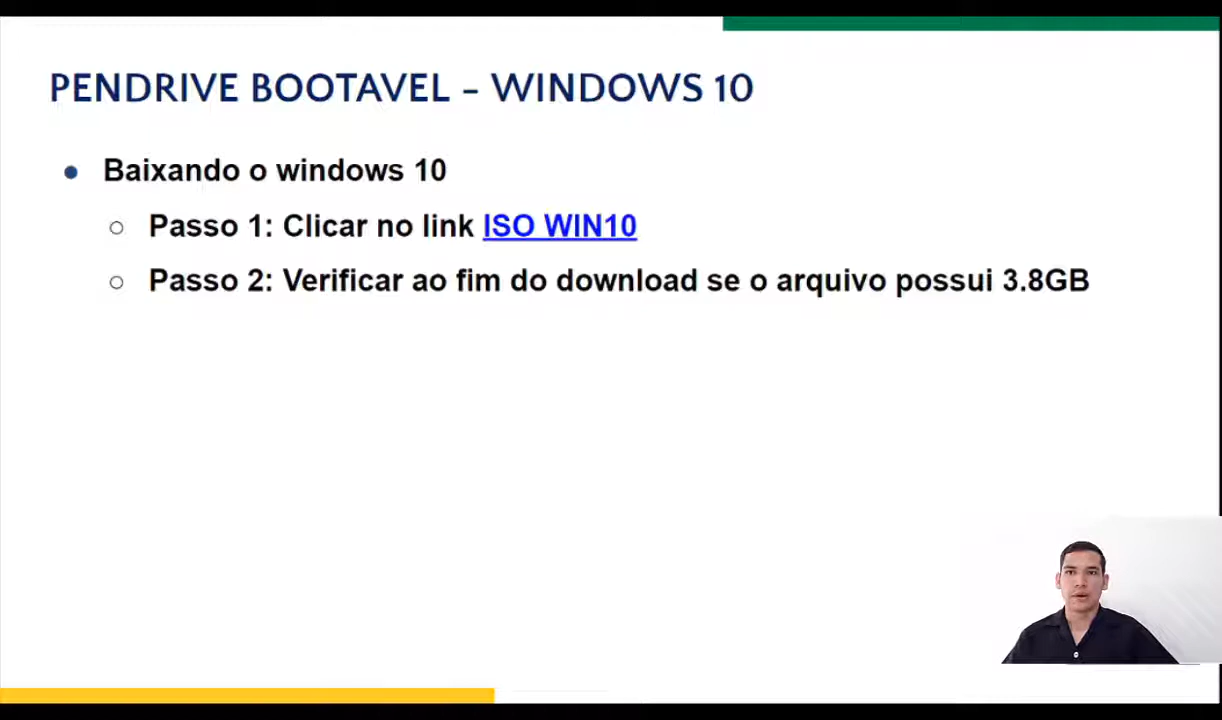 PENDRIVE BOOTAVEL – WINDOWS 10
Baixando o windows 10
Passo 1: Clicar no link ISO WIN10
Passo 2: Verificar ao fim do download se o arquivo possui 3.8GB